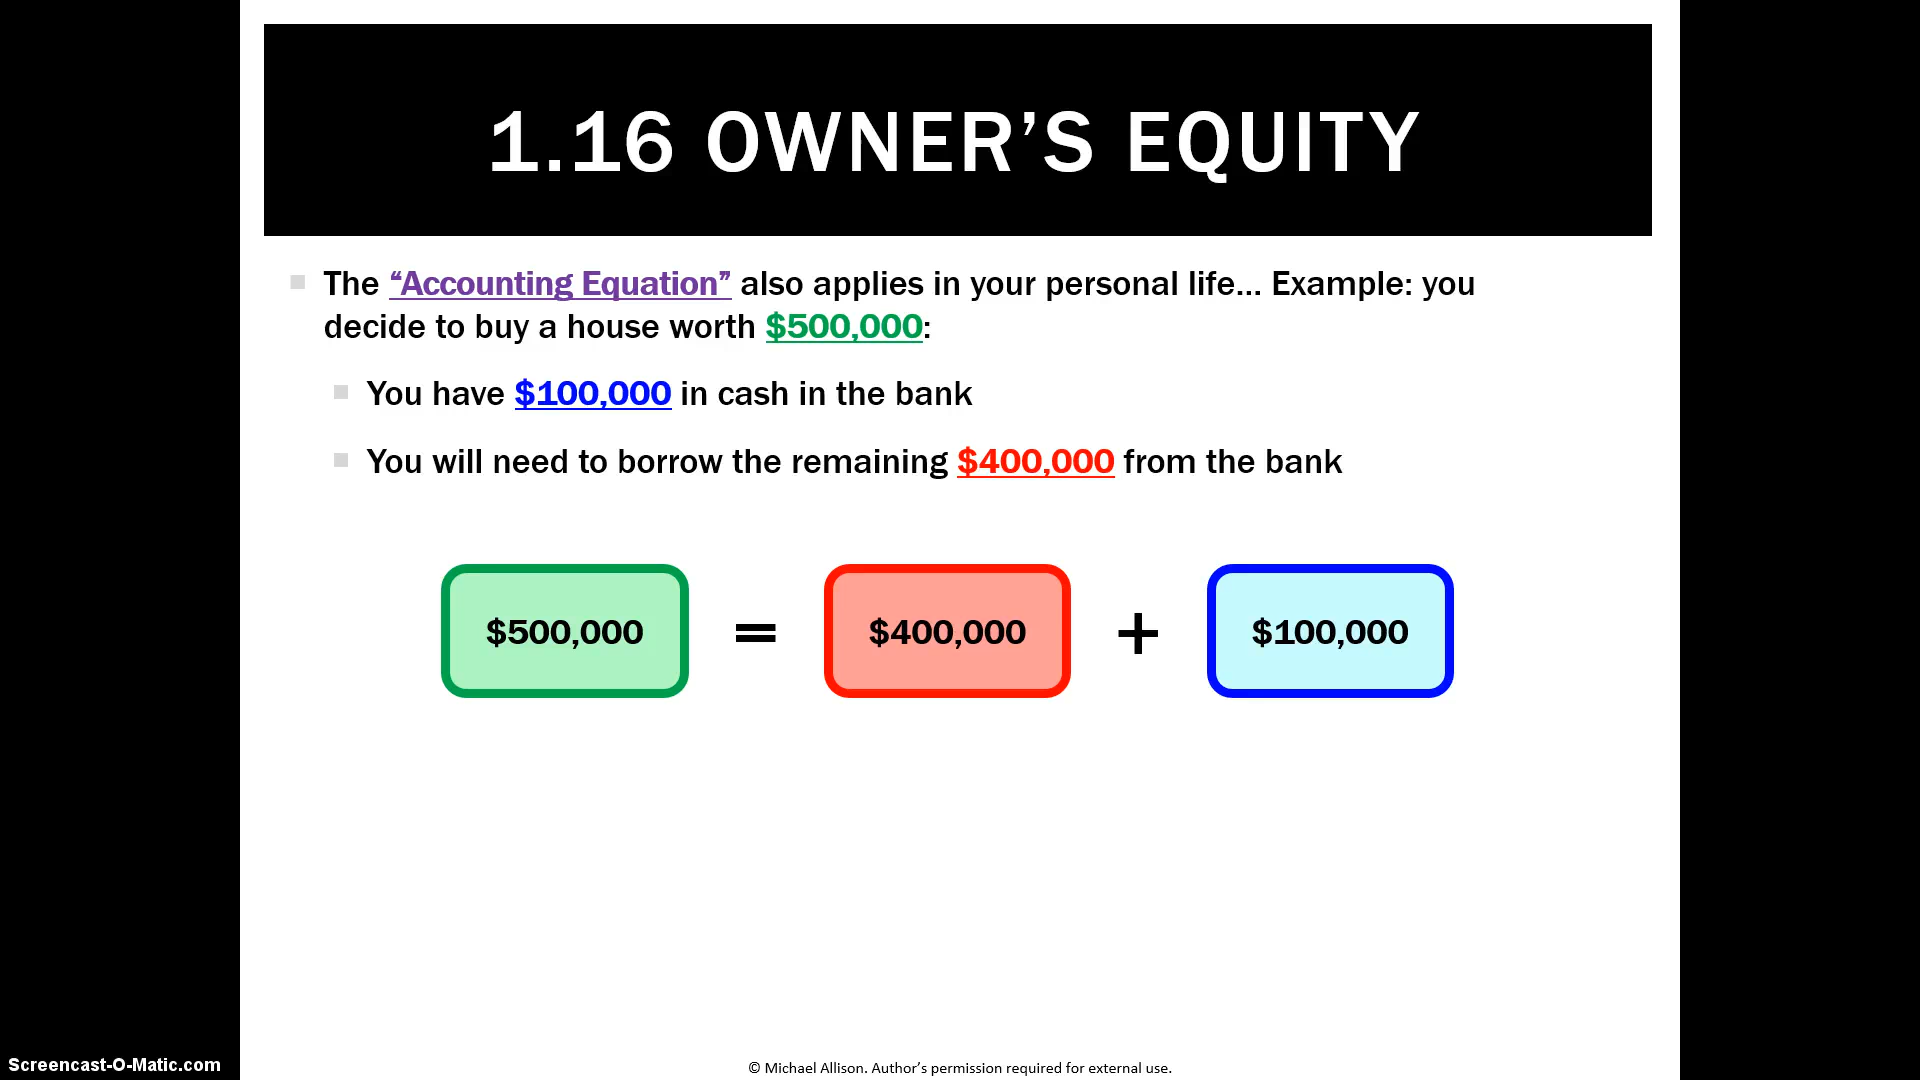 1.16 OWNER’S EQUITY
The “Accounting Equation” also applies in your personal life... Example: you
decide to buy a house worth $500,000:
You have $100,000 in cash in the bank
You will need to borrow the remaining $400,000 from the bank
$500,000 = $400,000 + $100,000
Screencast-O-Matic.com
© Michael Allison. Author’s permission required for external use.